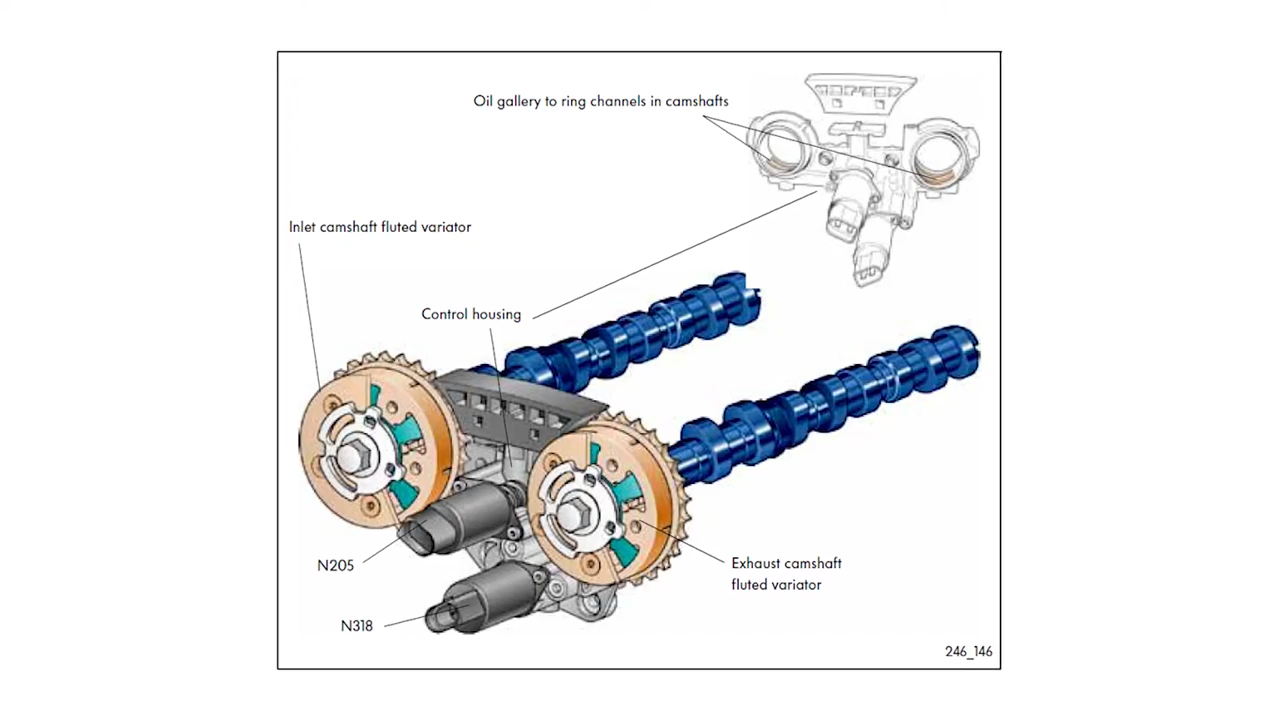 Oil gallery to ring channels in camshafts
Inlet camshaft fluted variator
Control housing
N205
Exhaust camshaft
fluted variator
N318
246_146